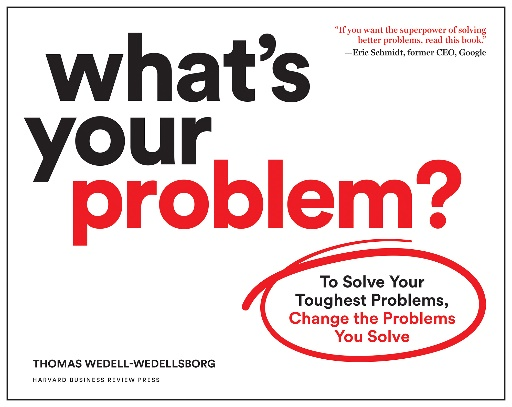 "If you want the superpower of solving
better problems, read this book."
—Eric Schmidt, former CEO, Google
what's
your
problem?
To Solve Your
Toughest Problems,
Change the Problems
You Solve
THOMAS WEDELL-WEDELLSBORG
HARVARD BUSINESS REVIEW PRESS